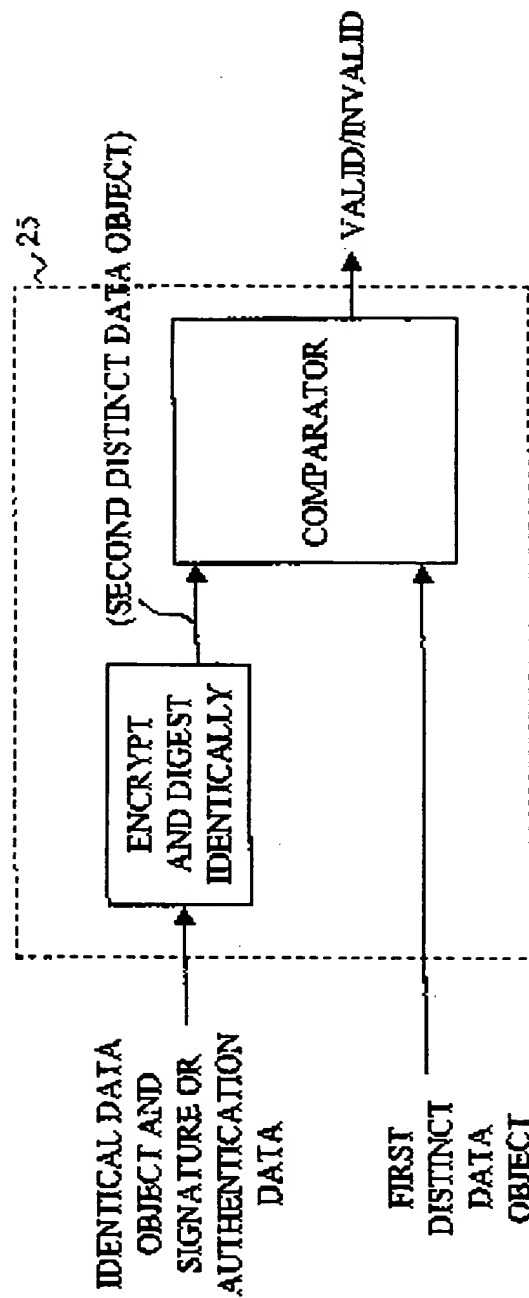 25
(SECOND DISTINCT DATA OBJECT)
IDENTICAL DATA
OBJECT AND
SIGNATURE OR
AUTHENTICATION
DATA
ENCRYPT
AND DIGEST
IDENTICALLY
COMPARATOR
VALID/INVALID
FIRST
DISTINCT
DATA
OBJECT